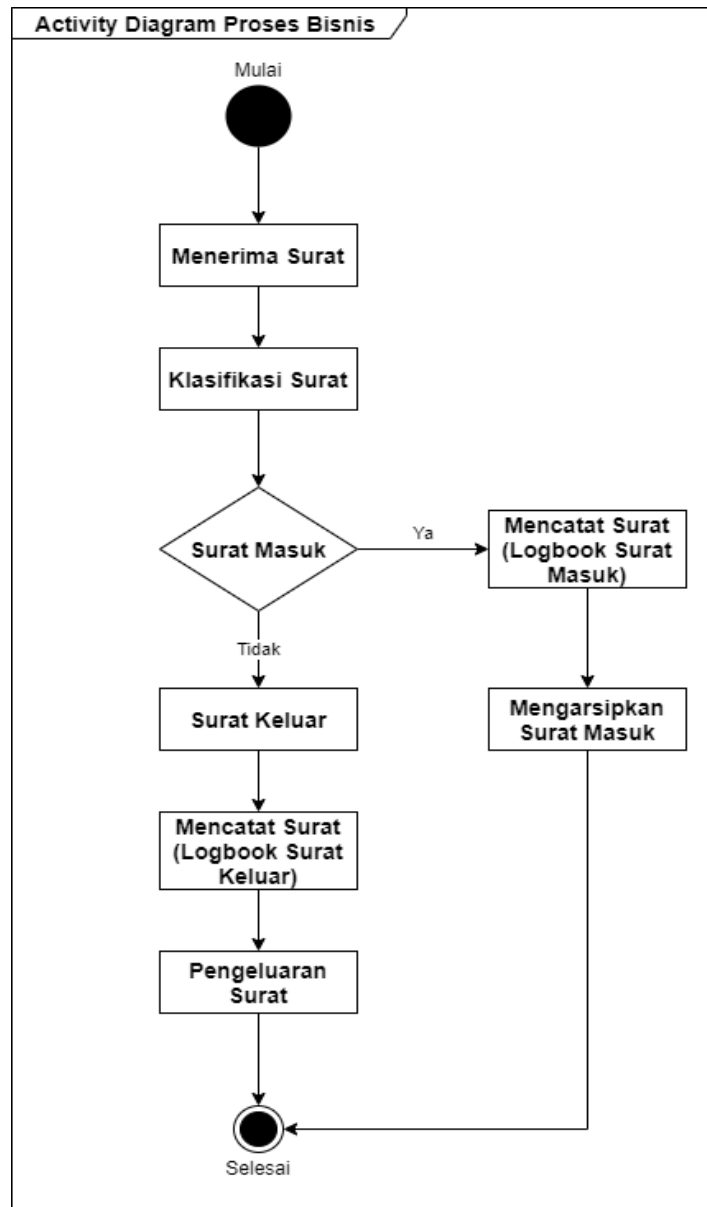 Activity Diagram Proses Bisnis
Mulai
Menerima Surat
Klasifikasi Surat
Surat Masuk
Ya
Mencatat Surat
(Logbook Surat
Masuk)
Tidak
Surat Keluar
Mengarsipkan
Surat Masuk
Mencatat Surat
(Logbook Surat
Keluar)
Pengeluaran
Surat
Selesai